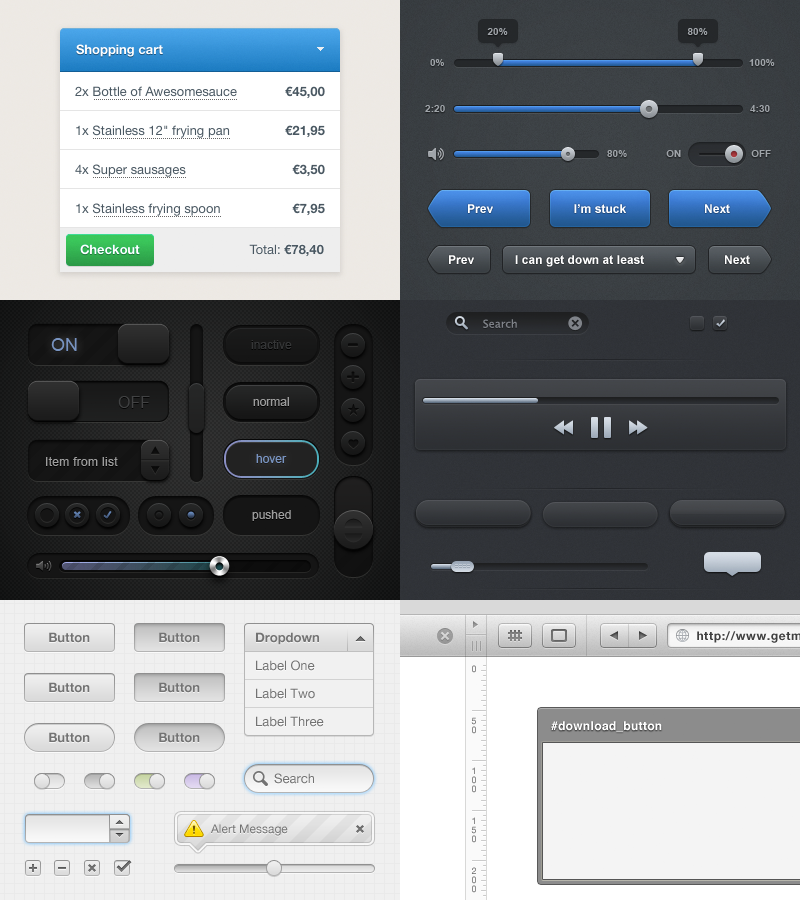 Shopping cart
2x Bottle of Awesomesauce €45,00
1x Stainless 12" frying pan €21,95
4x Super sausages €3,50
1x Stainless frying spoon €7,95
Checkout Total: €78,40
20% 80%
0% 100%
2:20 4:30
80% ON OFF
Prev I'm stuck Next
Prev I can get down at least Next
ON inactive
OFF normal
Item from list hover
pushed
Search
Button Button Dropdown
Label One
Button Button Label Two
Label Three
Button Button
Search
Alert Message
http://www.getm
0
50
100
150
200
#download_button